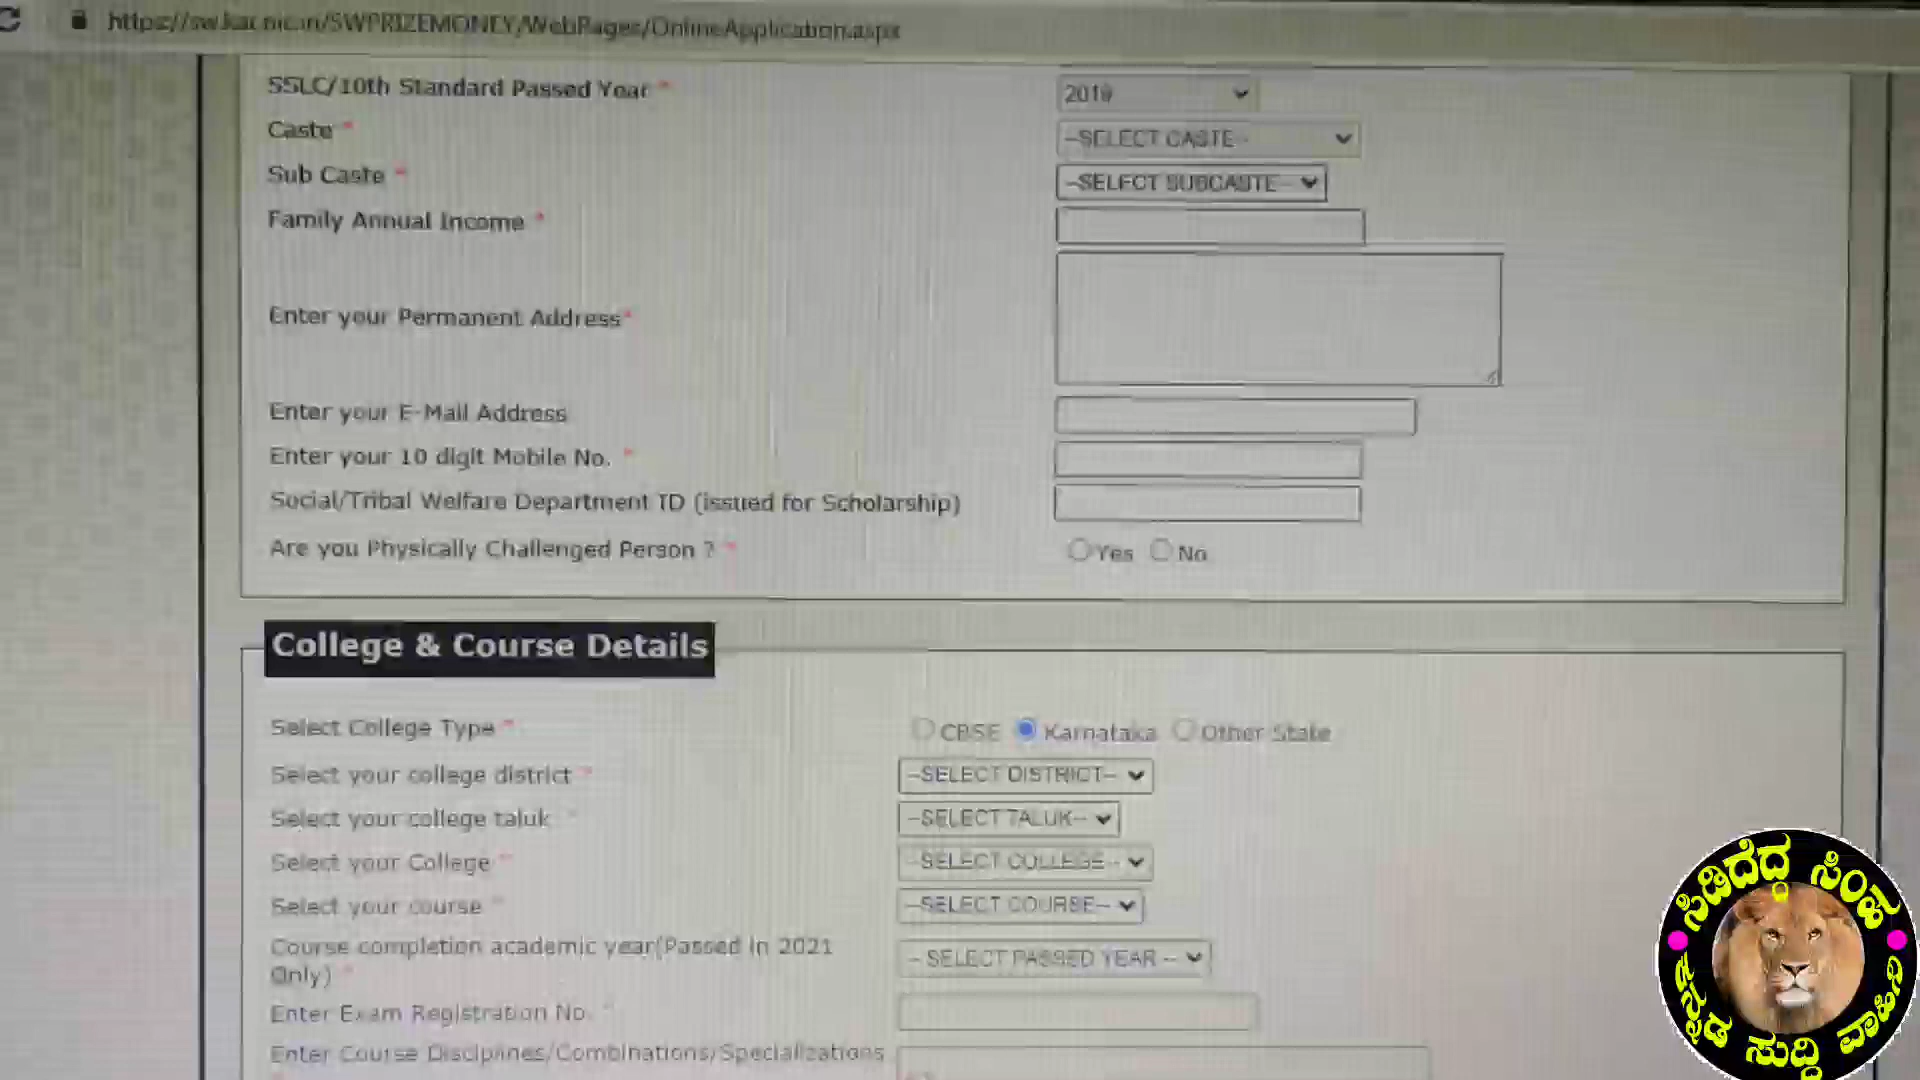 https://sw.kar.nic.in/SWPRIZEMONEY/WebPages/OnlineApplication.aspx
SSLC/10th Standard Passed Year * 2019
Caste * --SELECT CASTE--
Sub Caste * --SELECT SUBCASTE--
Family Annual Income *
Enter your Permanent Address*
Enter your E-Mail Address
Enter your 10 digit Mobile No. *
Social/Tribal Welfare Department ID (issued for Scholarship)
Are you Physically Challenged Person ? * Yes No
College & Course Details
Select College Type * CBSE Karnataka Other State
Select your college district * --SELECT DISTRICT--
Select your college taluk * --SELECT TALUK--
Select your College * --SELECT COLLEGE--
Select your course * --SELECT COURSE--
Course completion academic year(Passed in 2021
Only) * -- SELECT PASSED YEAR --
Enter Exam Registration No. *
Enter Course Disciplines/Combinations/Specializations
ಸಿಡಿದೆದ್ದ ಸಿಂಹ
ಕನ್ನಡ ಸುದ್ದಿ ವಾಹಿನಿ